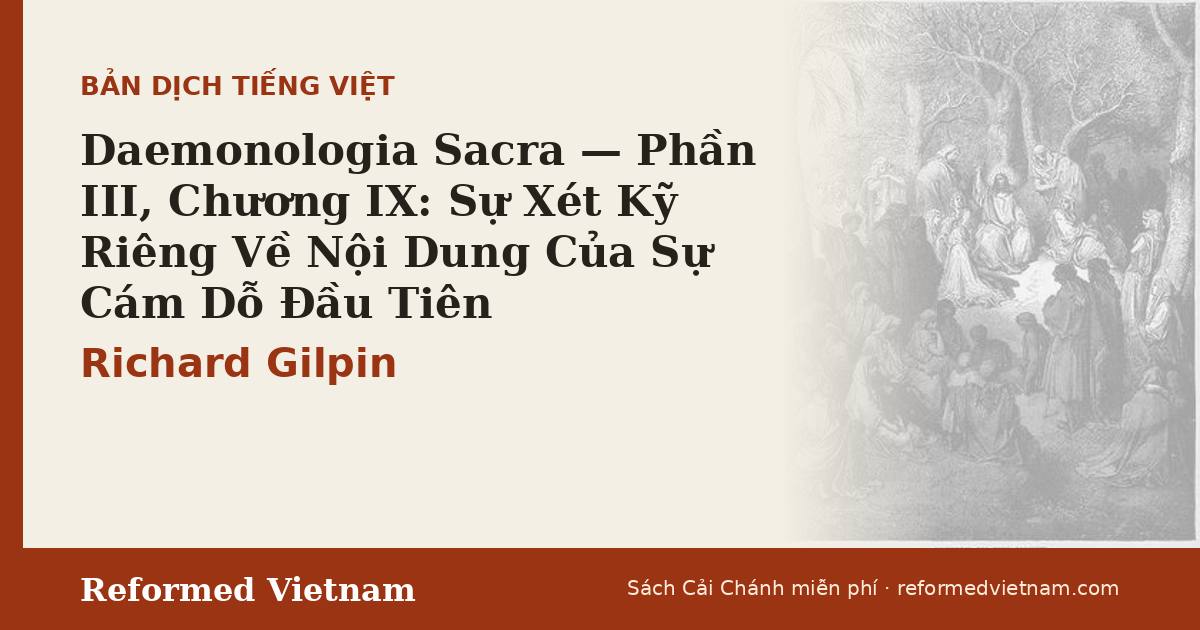 BẢN DỊCH TIẾNG VIỆT
Daemonologia Sacra — Phần
III, Chương IX: Sự Xét Kỹ
Riêng Về Nội Dung Của Sự
Cám Dỗ Đầu Tiên
Richard Gilpin
Reformed Vietnam
Sách Cải Chánh miễn phí · reformedvietnam.com